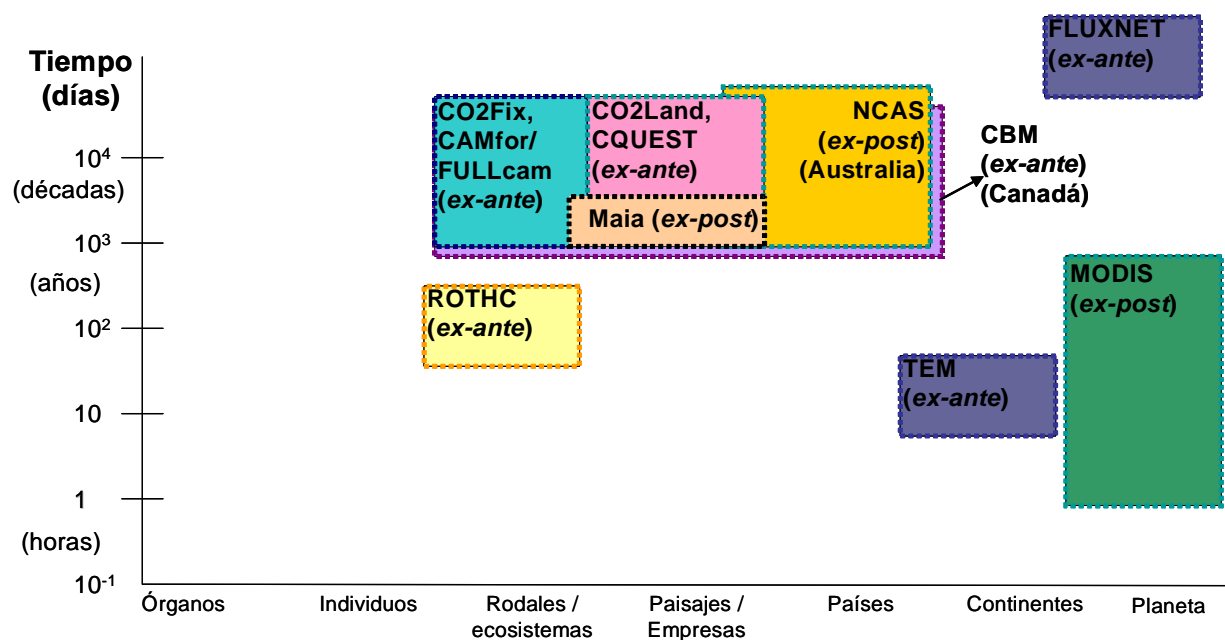 Tiempo
(días)
10⁴
(décadas)
10³
(años)
10²
10
1
(horas)
10⁻¹
CO2Fix,
CAMfor/
FULLcam
(ex-ante)
CO2Land,
CQUEST
(ex-ante)
Maia (ex-post)
NCAS
(ex-post)
(Australia)
CBM
(ex-ante)
(Canadá)
FLUXNET
(ex-ante)
ROTHC
(ex-ante)
TEM
(ex-ante)
MODIS
(ex-post)
Órganos
Individuos
Rodales /
ecosistemas
Paisajes /
Empresas
Países
Continentes
Planeta